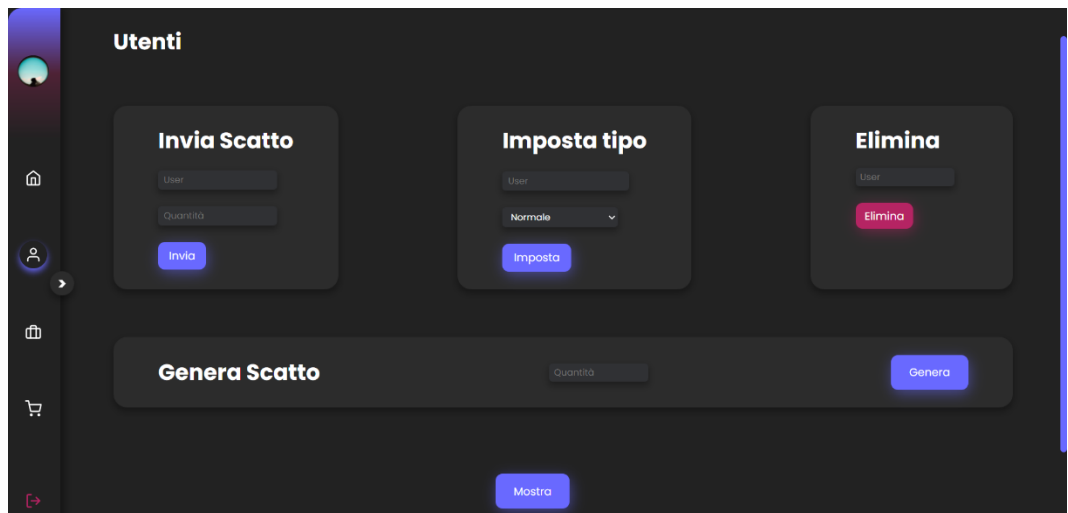 Utenti
Invia Scatto
User
Quantità
Invia
Imposta tipo
User
Normale
Imposta
Elimina
User
Elimina
Genera Scatto
Quantità
Genera
Mostra